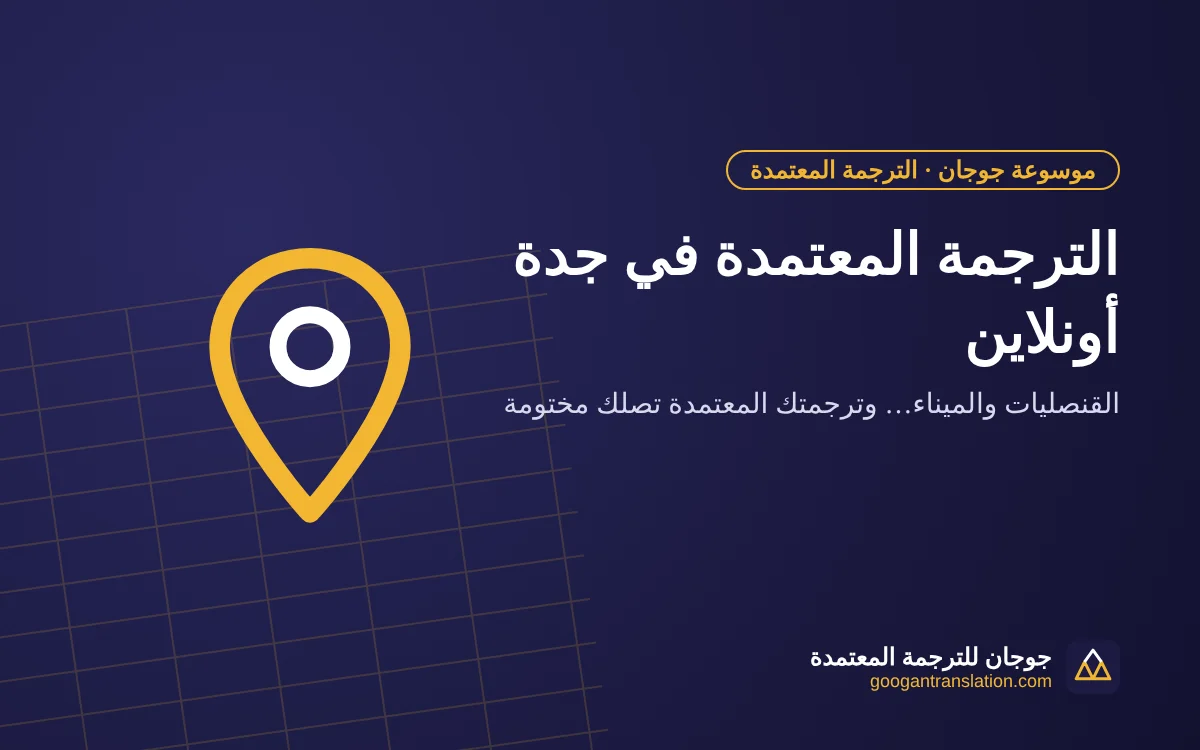 موسوعة جوجان · الترجمة المعتمدة
الترجمة المعتمدة في جدة
أونلاين
القنصليات والميناء… وترجمتك المعتمدة تصلك مختومة
جوجان للترجمة المعتمدة
googantranslation.com